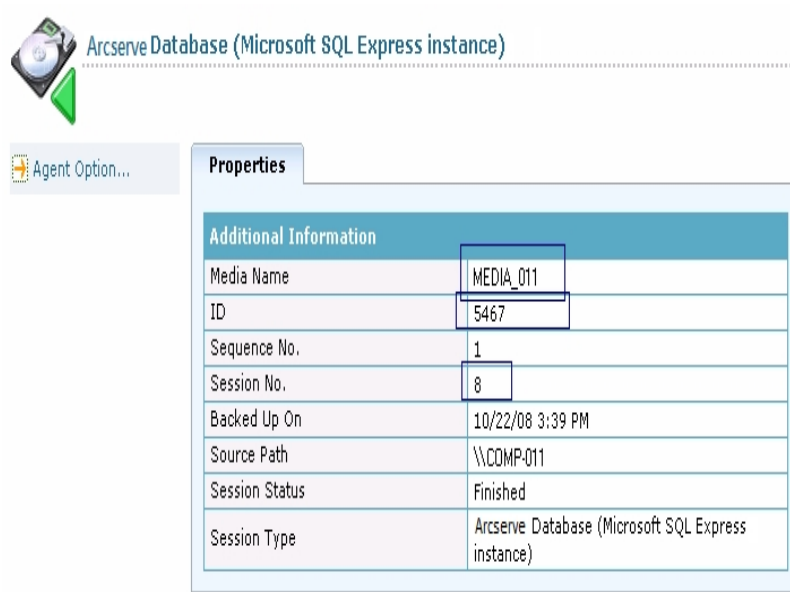 Arcserve Database (Microsoft SQL Express instance)
Agent Option...
Properties
Additional Information
Media Name MEDIA_011
ID 5467
Sequence No. 1
Session No. 8
Backed Up On 10/22/08 3:39 PM
Source Path \\COMP-011
Session Status Finished
Session Type Arcserve Database (Microsoft SQL Express
instance)